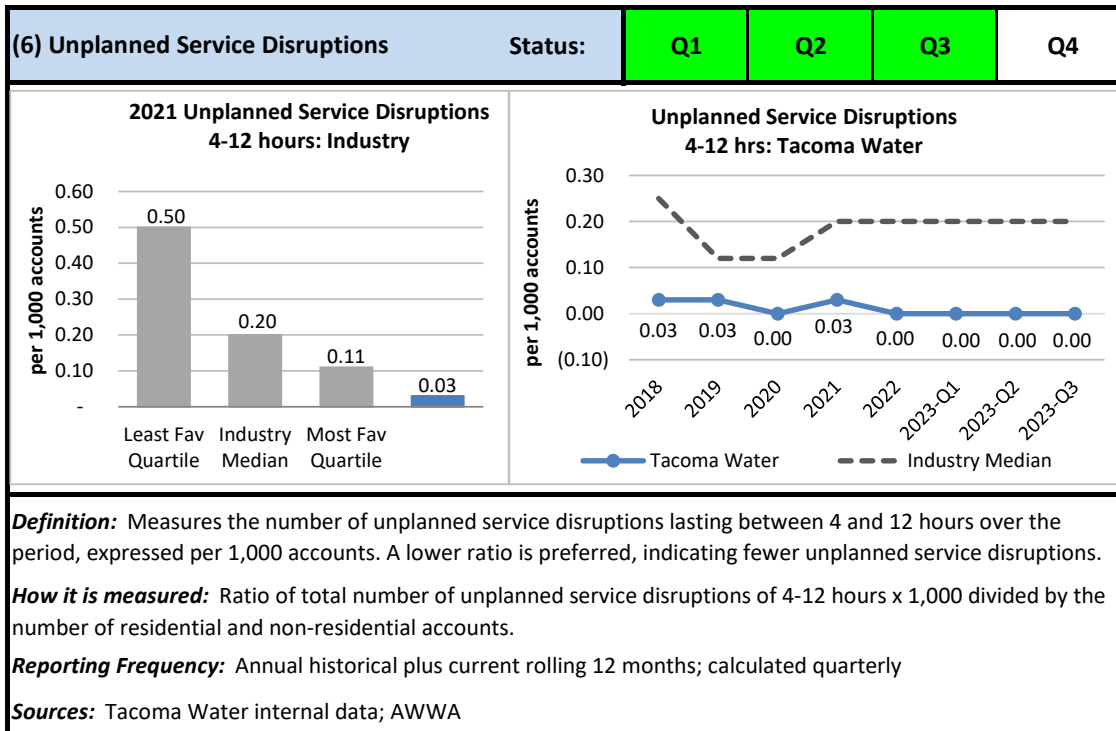 (6) Unplanned Service Disruptions Status: Q1 Q2 Q3 Q4
2021 Unplanned Service Disruptions
4-12 hours: Industry
per 1,000 accounts
0.60
0.50
0.40
0.30
0.20
0.10
-
0.50
0.20
0.11
0.03
Least Fav
Quartile
Industry
Median
Most Fav
Quartile
Unplanned Service Disruptions
4-12 hrs: Tacoma Water
per 1,000 accounts
0.30
0.20
0.10
0.00
(0.10)
0.03 0.03 0.00 0.03 0.00 0.00 0.00 0.00
2018 2019 2020 2021 2022 2023-Q1 2023-Q2 2023-Q3
Tacoma Water Industry Median
Definition: Measures the number of unplanned service disruptions lasting between 4 and 12 hours over the
period, expressed per 1,000 accounts. A lower ratio is preferred, indicating fewer unplanned service disruptions.
How it is measured: Ratio of total number of unplanned service disruptions of 4-12 hours x 1,000 divided by the
number of residential and non-residential accounts.
Reporting Frequency: Annual historical plus current rolling 12 months; calculated quarterly
Sources: Tacoma Water internal data; AWWA